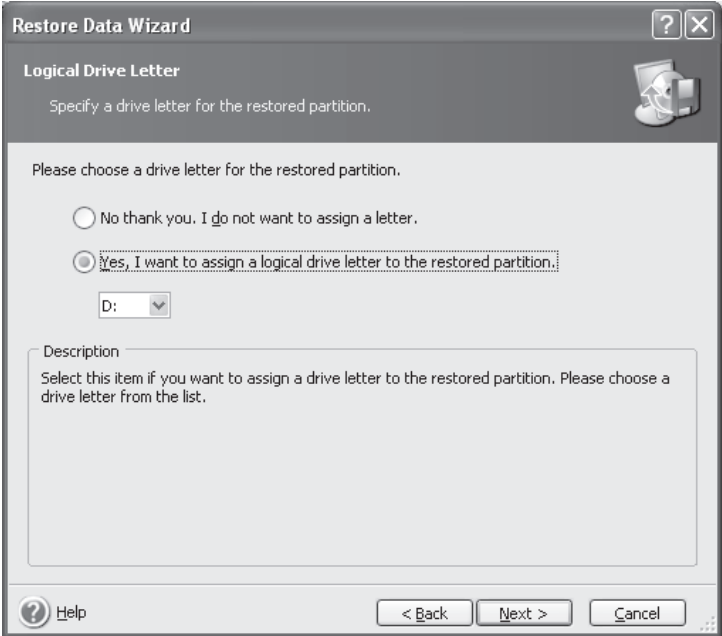 Restore Data Wizard
Logical Drive Letter
Specify a drive letter for the restored partition.
Please choose a drive letter for the restored partition.
No thank you. I do not want to assign a letter.
Yes, I want to assign a logical drive letter to the restored partition.
D:
Description
Select this item if you want to assign a drive letter to the restored partition. Please choose a
drive letter from the list.
Help
< Back
Next >
Cancel